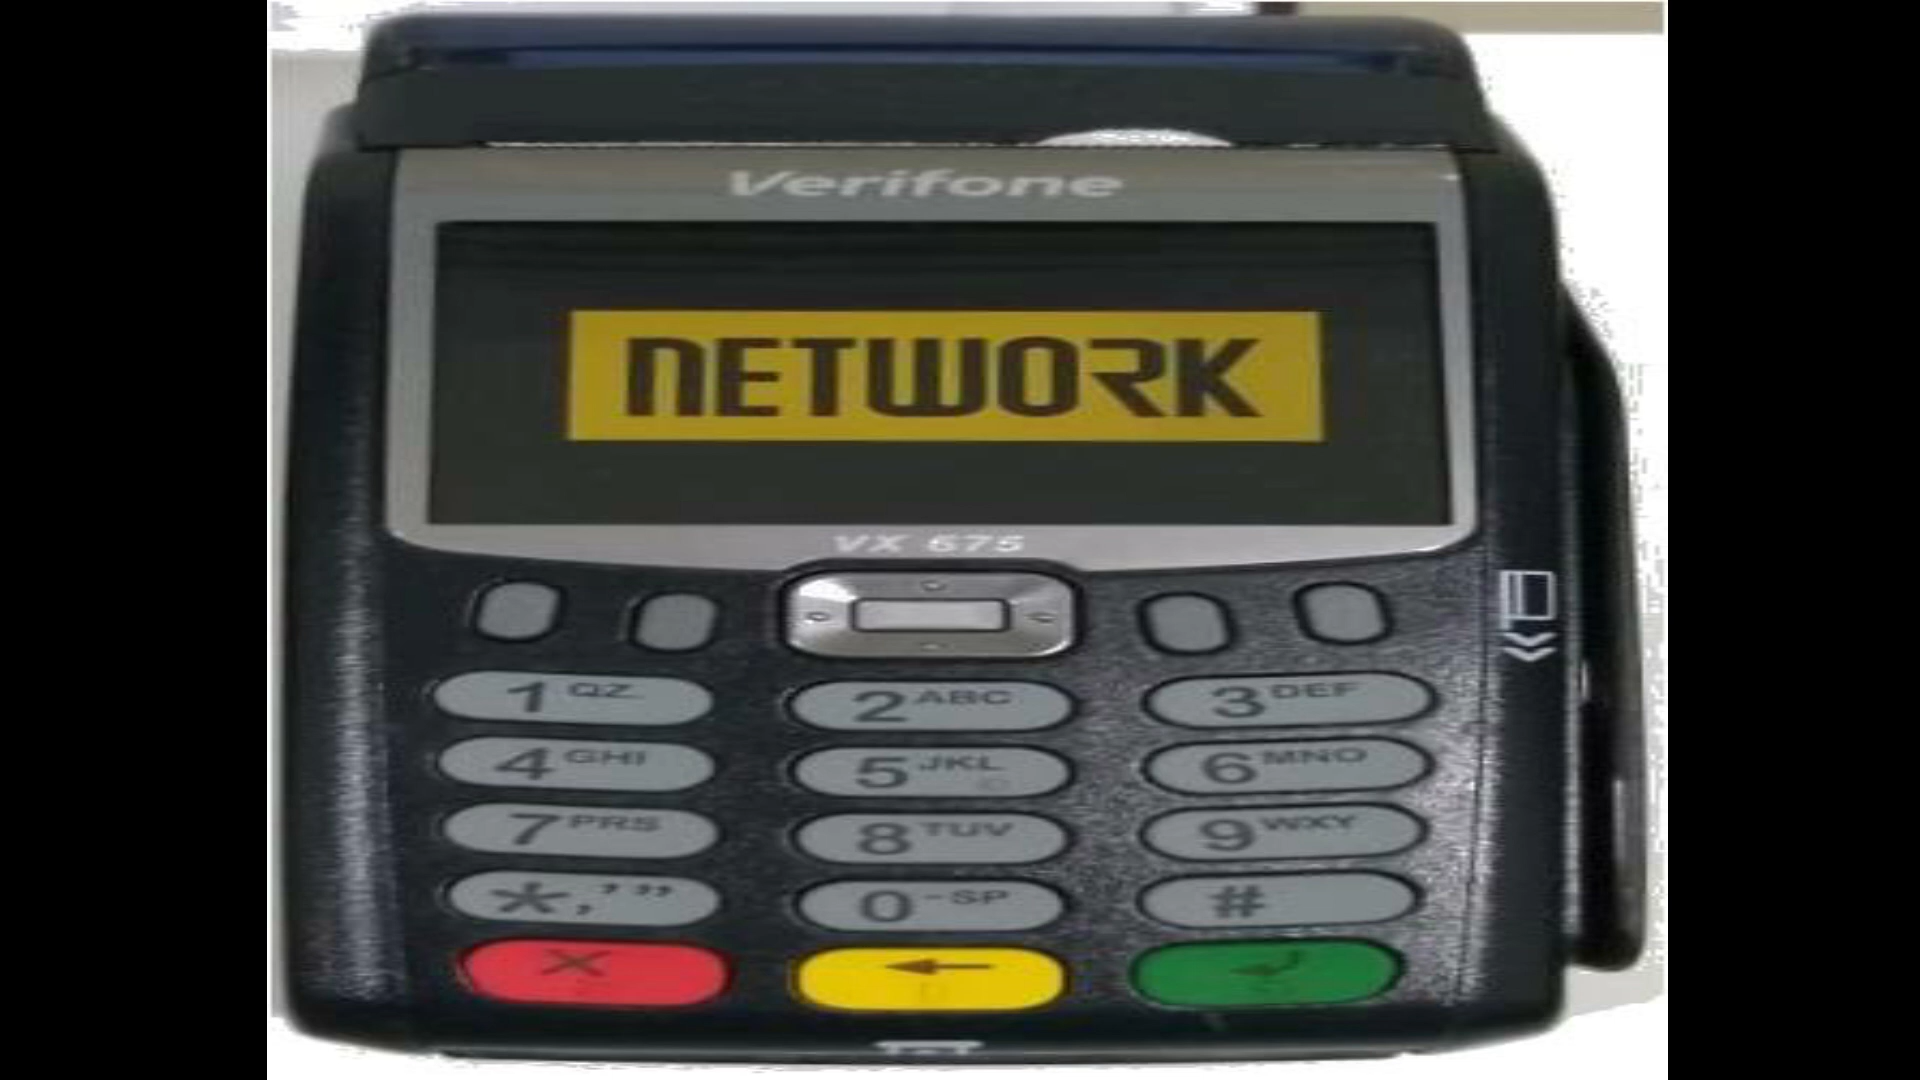 Verifone
NETWORK
VX 675
1 QZ. 2 ABC 3 DEF
4 GHI 5 JKL 6 MNO
7 PRS 8 TUV 9 WXY
*,'" 0 -SP #